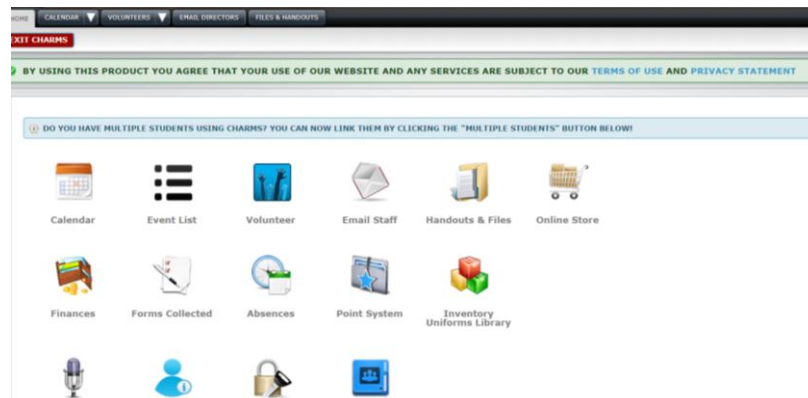 HOME CALENDAR VOLUNTEERS EMAIL DIRECTORS FILES & HANDOUTS
EXIT CHARMS
BY USING THIS PRODUCT YOU AGREE THAT YOUR USE OF OUR WEBSITE AND ANY SERVICES ARE SUBJECT TO OUR TERMS OF USE AND PRIVACY STATEMENT
DO YOU HAVE MULTIPLE STUDENTS USING CHARMS? YOU CAN NOW LINK THEM BY CLICKING THE "MULTIPLE STUDENTS" BUTTON BELOW!
Calendar Event List Volunteer Email Staff Handouts & Files Online Store
Finances Forms Collected Absences Point System Inventory
Uniforms Library